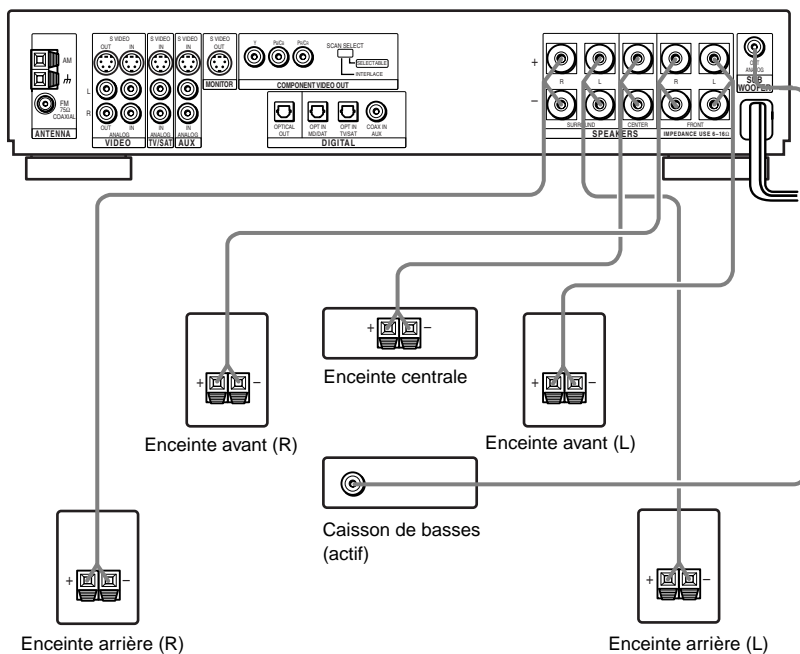 S VIDEO
OUT IN
S VIDEO
IN
S VIDEO
IN
S VIDEO
OUT
MONITOR
Y PB/CB PR/CR
SCAN SELECT
SELECTABLE
INTERLACE
COMPONENT VIDEO OUT
AM
FM
75Ω
COAXIAL
ANTENNA
L
R
OUT IN
ANALOG
VIDEO
IN
ANALOG
TV/SAT
IN
ANALOG
AUX
OPTICAL
OUT
OPT IN
MD/DAT
OPT IN
TV/SAT
COAX IN
AUX
DIGITAL
+
R L R L
−
SURROUND CENTER FRONT
SPEAKERS IMPEDANCE USE 6–16Ω
OUT
ANALOG
SUB
WOOFER
+ −
Enceinte avant (R)
+ −
Enceinte centrale
+ −
Enceinte avant (L)
Caisson de basses
(actif)
+ −
Enceinte arrière (R)
+ −
Enceinte arrière (L)